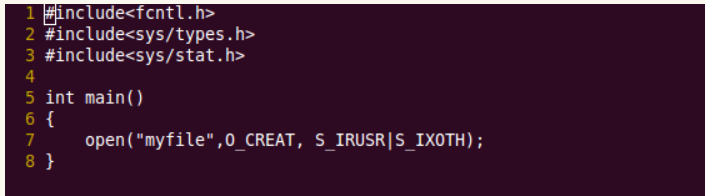 1 #include<fcntl.h>
2 #include<sys/types.h>
3 #include<sys/stat.h>
4
5 int main()
6 {
7     open("myfile",O_CREAT, S_IRUSR|S_IXOTH);
8 }